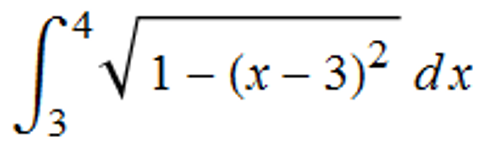 ∫₃⁴ √(1 − (x − 3)²) dx